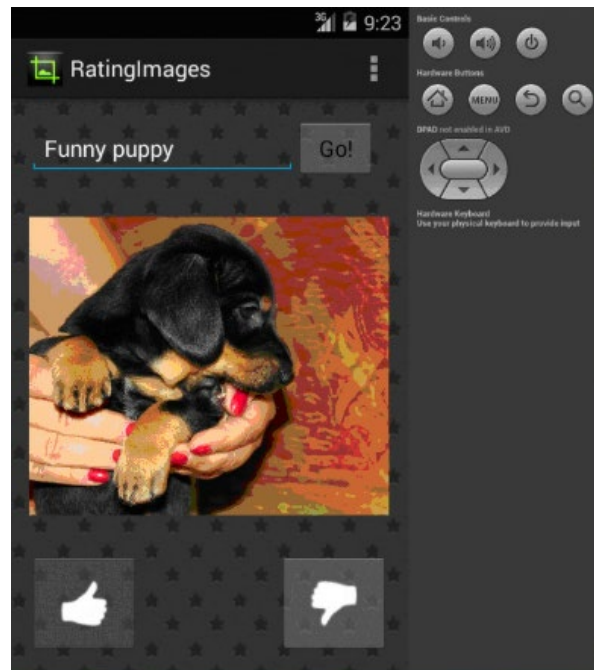 3G 9:23
RatingImages
Funny puppy
Go!
Basic Controls
Hardware Buttons
MENU
DPAD not enabled in AVD
Hardware Keyboard
Use your physical keyboard to provide input